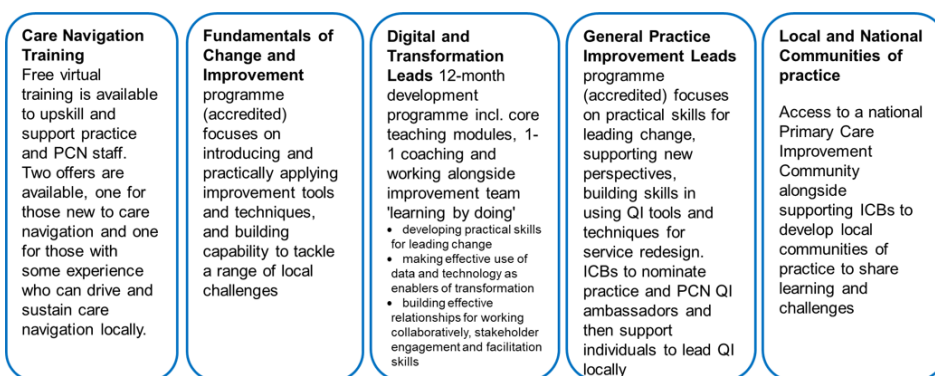 Care Navigation
Training
Free virtual
training is available
to upskill and
support practice
and PCN staff.
Two offers are
available, one for
those new to care
navigation and one
for those with
some experience
who can drive and
sustain care
navigation locally.
Fundamentals of
Change and
Improvement
programme
(accredited)
focuses on
introducing and
practically applying
improvement tools
and techniques,
and building
capability to tackle
a range of local
challenges
Digital and
Transformation
Leads 12-month
development
programme incl. core
teaching modules, 1-
1 coaching and
working alongside
improvement team
'learning by doing'
• developing practical skills
for leading change
• making effective use of
data and technology as
enablers of transformation
• building effective
relationships for working
collaboratively, stakeholder
engagement and facilitation
skills
General Practice
Improvement Leads
programme
(accredited) focuses
on practical skills for
leading change,
supporting new
perspectives,
building skills in
using QI tools and
techniques for
service redesign.
ICBs to nominate
practice and PCN QI
ambassadors and
then support
individuals to lead QI
locally
Local and National
Communities of
practice
Access to a national
Primary Care
Improvement
Community
alongside
supporting ICBs to
develop local
communities of
practice to share
learning and
challenges